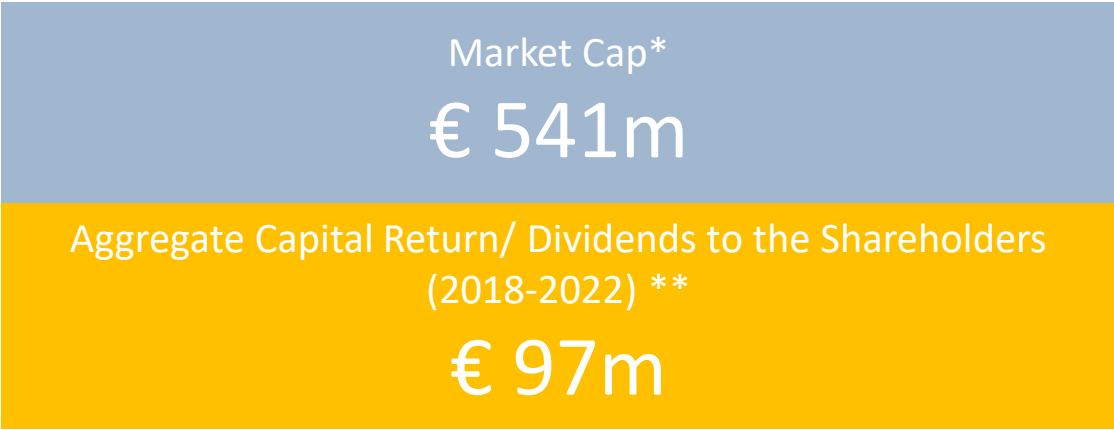 Market Cap*
€ 541m
Aggregate Capital Return/ Dividends to the Shareholders
(2018-2022) **
€ 97m